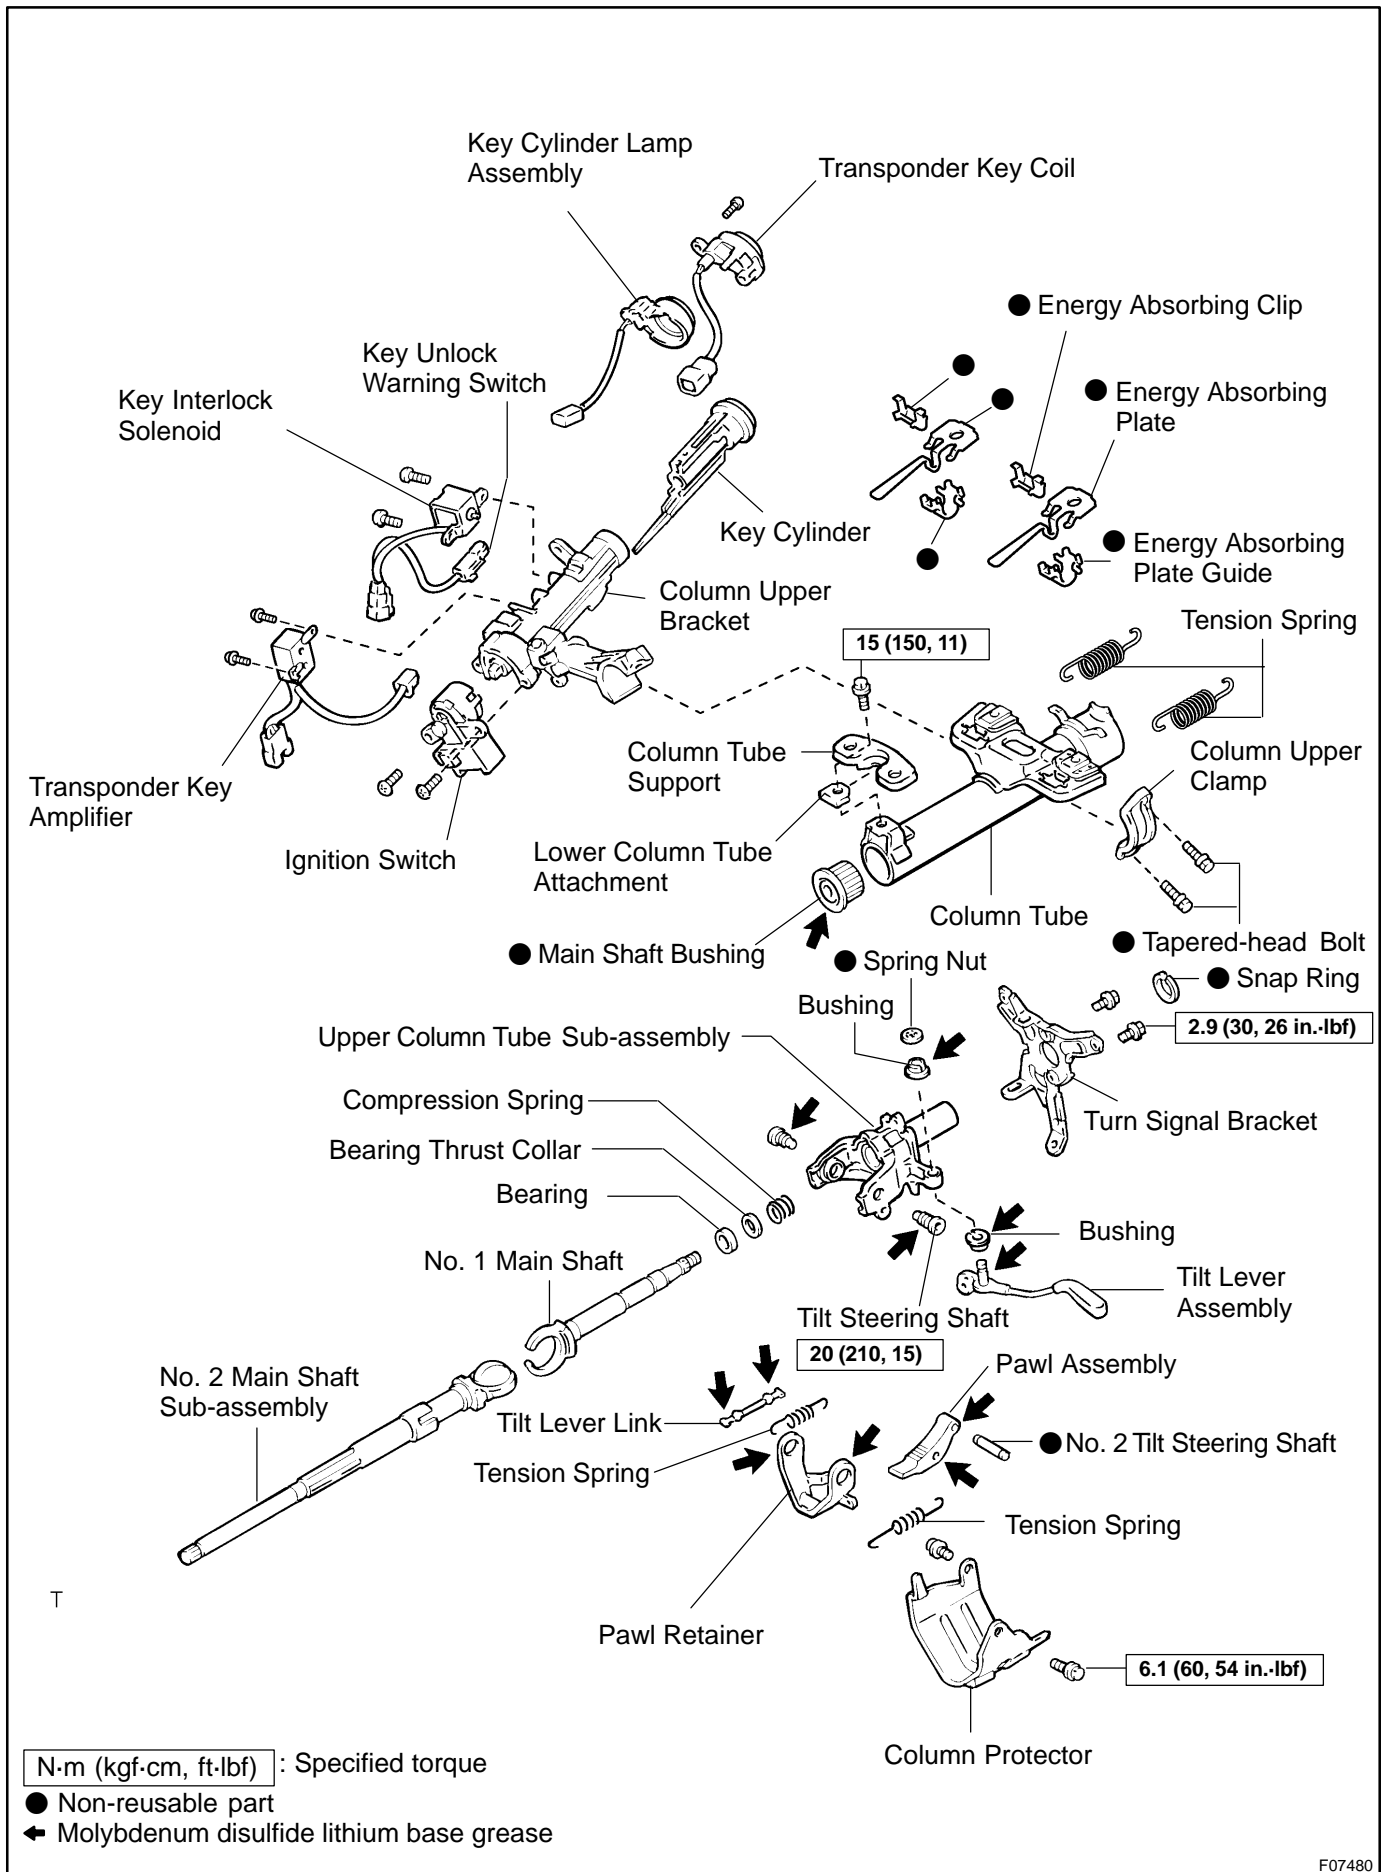 Key Cylinder Lamp
Assembly
Transponder Key Coil
● Energy Absorbing Clip
Key Unlock
Warning Switch
Key Interlock
Solenoid
● Energy Absorbing
Plate
Key Cylinder
● Energy Absorbing
Plate Guide
Column Upper
Bracket
Tension Spring
15 (150, 11)
Column Tube
Support
Column Upper
Clamp
Transponder Key
Amplifier
Ignition Switch
Lower Column Tube
Attachment
Column Tube
● Main Shaft Bushing
● Tapered-head Bolt
● Spring Nut
● Snap Ring
Bushing
2.9 (30, 26 in.·lbf)
Upper Column Tube Sub-assembly
Compression Spring
Turn Signal Bracket
Bearing Thrust Collar
Bearing
Bushing
No. 1 Main Shaft
Tilt Lever
Assembly
Tilt Steering Shaft
20 (210, 15)
Pawl Assembly
No. 2 Main Shaft
Sub-assembly
Tilt Lever Link
● No. 2 Tilt Steering Shaft
Tension Spring
Tension Spring
T
Pawl Retainer
6.1 (60, 54 in.·lbf)
Column Protector
N·m (kgf·cm, ft·lbf) : Specified torque
● Non-reusable part
← Molybdenum disulfide lithium base grease
F07480